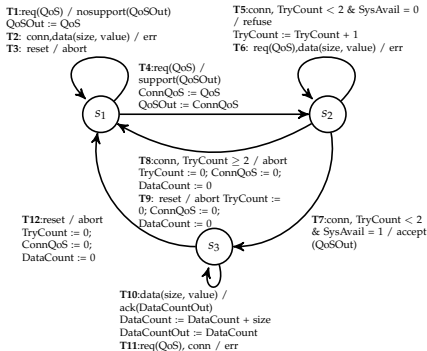 T1:req(QoS) / nosupport(QoSOut)
QoSOut := QoS
T2: conn,data(size, value) / err
T3: reset / abort
T5:conn, TryCount < 2 & SysAvail = 0
/ refuse
TryCount := TryCount + 1
T6: req(QoS),data(size, value) / err
T4:req(QoS) /
support(QoSOut)
ConnQoS := QoS
QoSOut := ConnQoS
s1
s2
T8:conn, TryCount ≥ 2 / abort
TryCount := 0; ConnQoS := 0;
DataCount := 0
T9: reset / abort TryCount :=
0; ConnQoS := 0;
DataCount := 0
T12:reset / abort
TryCount := 0;
ConnQoS := 0;
DataCount := 0
T7:conn, TryCount < 2
& SysAvail = 1 / accept
(QoSOut)
s3
T10:data(size, value) /
ack(DataCountOut)
DataCount := DataCount + size
DataCountOut := DataCount
T11:req(QoS), conn / err